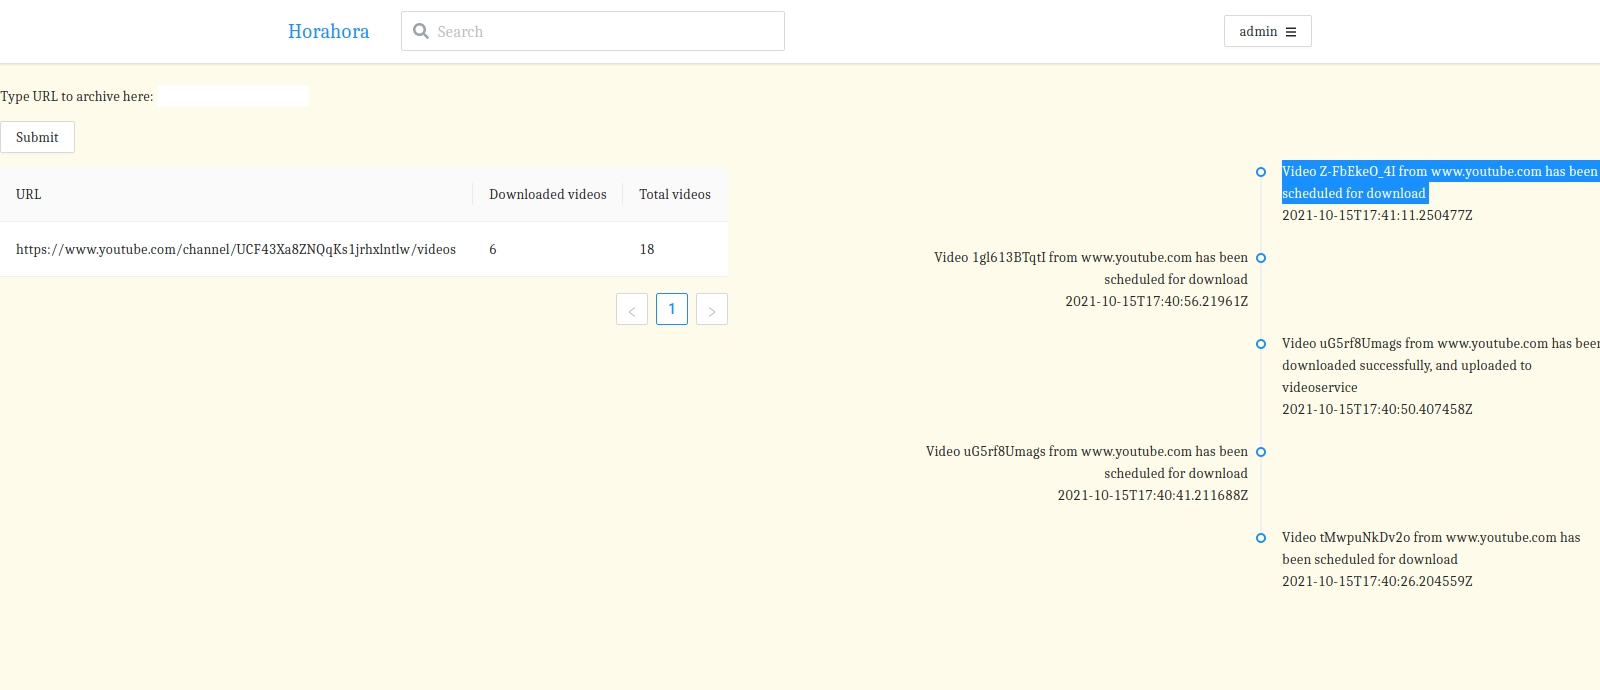 Horahora
Search
admin
Type URL to archive here:
Submit
URL Downloaded videos Total videos
https://www.youtube.com/channel/UCF43Xa8ZNQqKs1jrhxlntlw/videos 6 18
< 1 >
Video Z-FbEkeO_4I from www.youtube.com has been
scheduled for download
2021-10-15T17:41:11.250477Z
Video 1gl613BTqtI from www.youtube.com has been
scheduled for download
2021-10-15T17:40:56.21961Z
Video uG5rf8Umags from www.youtube.com has been
downloaded successfully, and uploaded to
videoservice
2021-10-15T17:40:50.407458Z
Video uG5rf8Umags from www.youtube.com has been
scheduled for download
2021-10-15T17:40:41.211688Z
Video tMwpuNkDv2o from www.youtube.com has
been scheduled for download
2021-10-15T17:40:26.204559Z